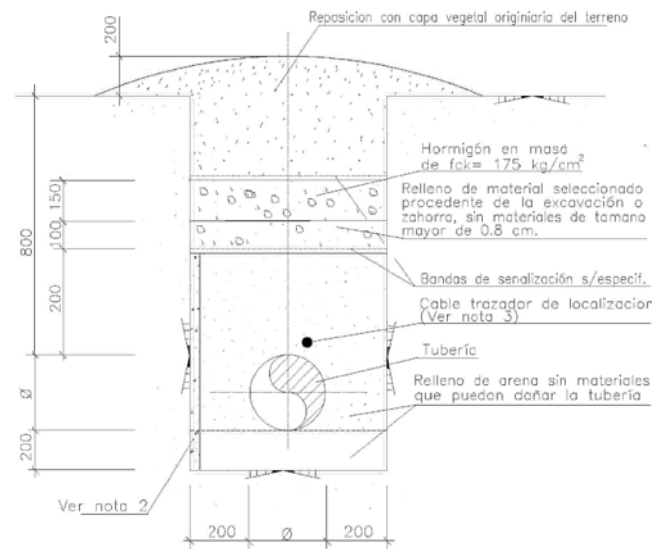 Reposicion con capa vegetal originiaria del terreno
200
Hormigón en masa
de fck= 175 kg/cm²
Relleno de material seleccionado
procedente de la excavación o
zahorra, sin materiales de tamano
mayor de 0.8 cm.
150
100
800
200
Bandas de senalización s/especif.
Cable trazador de localizacion
(Ver nota 3)
Tubería
Relleno de arena sin materiales
que puedan dañar la tubería
Ø
200
Ver nota 2
200
Ø
200